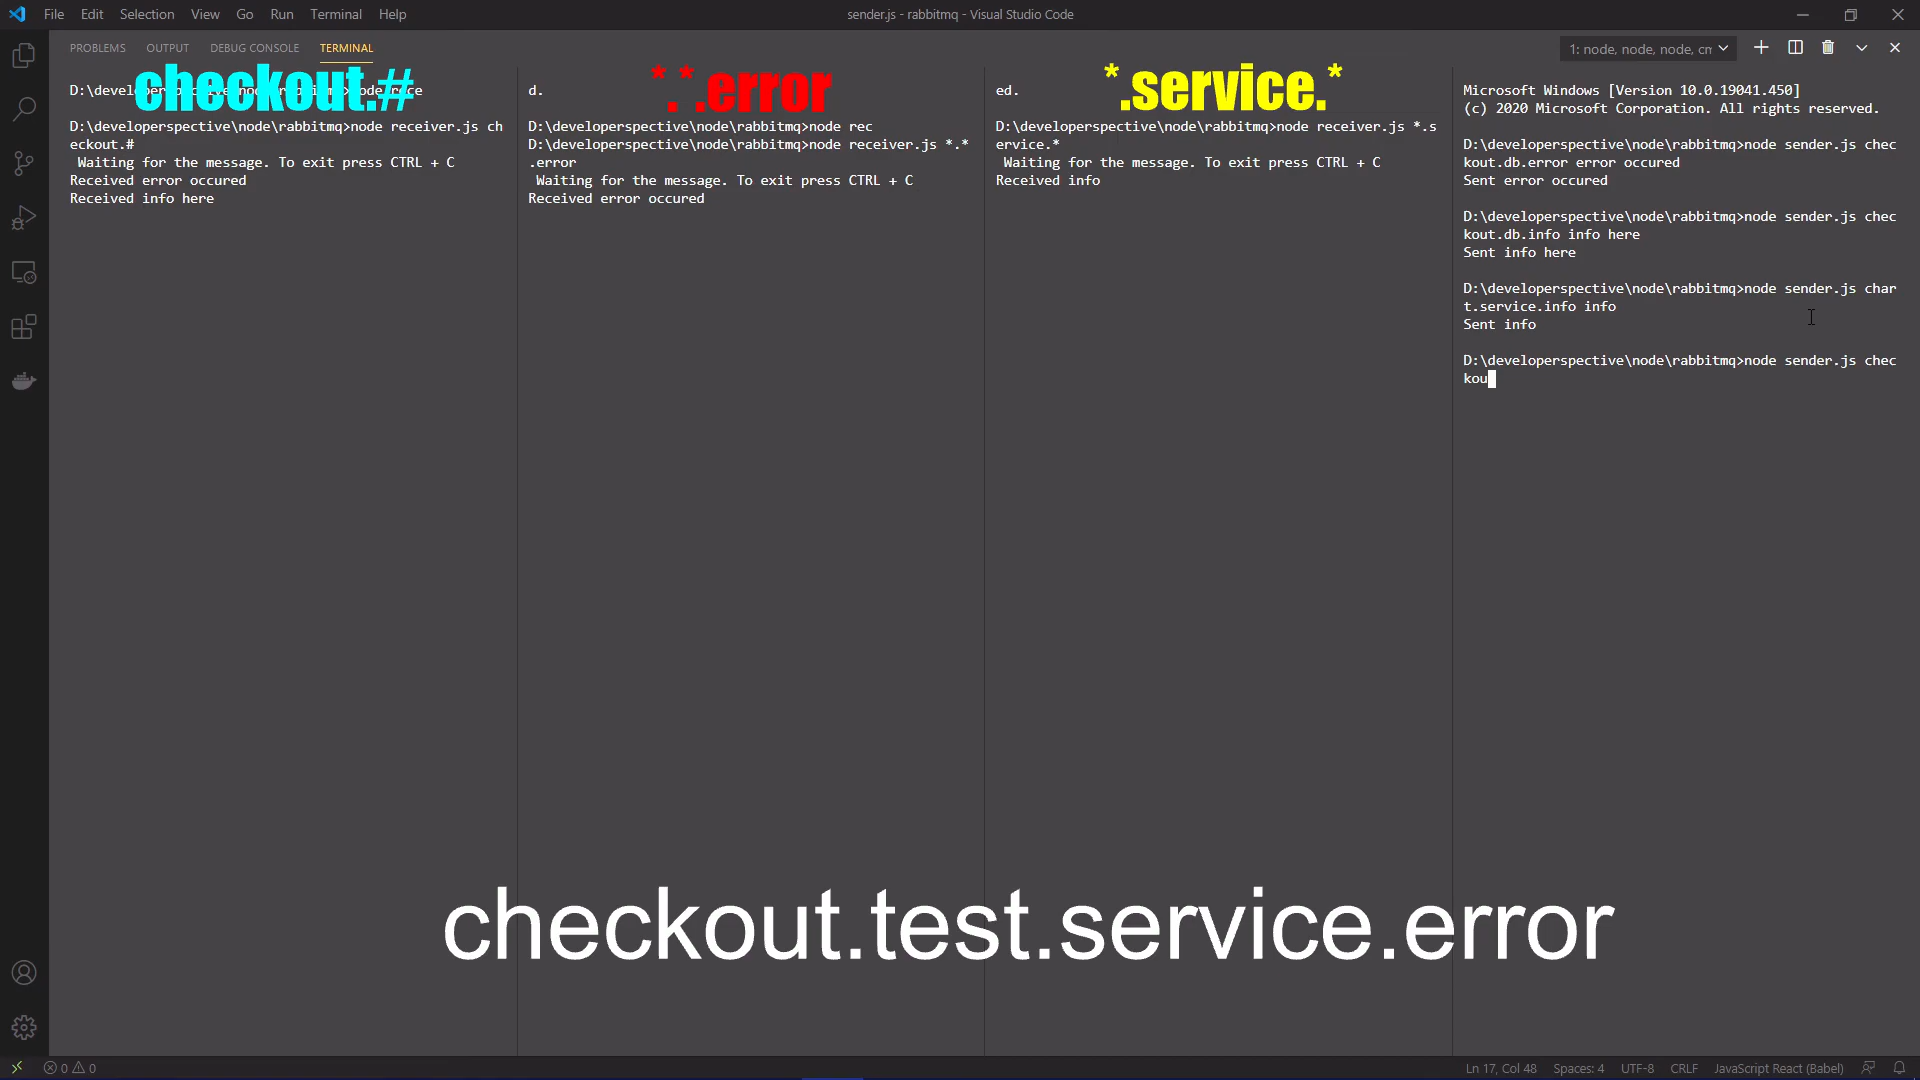 File Edit Selection View Go Run Terminal Help
sender.js - rabbitmq - Visual Studio Code
PROBLEMS OUTPUT DEBUG CONSOLE TERMINAL
1: node, node, node, cn
checkout.#
*.*.error
*.service.*
D:\develo
rece
D:\developerspective\node\rabbitmq>node receiver.js ch
eckout.#
Waiting for the message. To exit press CTRL + C
Received error occured
Received info here
d.
D:\developerspective\node\rabbitmq>node rec
D:\developerspective\node\rabbitmq>node receiver.js *.*
.error
Waiting for the message. To exit press CTRL + C
Received error occured
ed.
D:\developerspective\node\rabbitmq>node receiver.js *.s
ervice.*
Waiting for the message. To exit press CTRL + C
Received info
Microsoft Windows [Version 10.0.19041.450]
(c) 2020 Microsoft Corporation. All rights reserved.
D:\developerspective\node\rabbitmq>node sender.js chec
kout.db.error error occured
Sent error occured
D:\developerspective\node\rabbitmq>node sender.js chec
kout.db.info info here
Sent info here
D:\developerspective\node\rabbitmq>node sender.js char
t.service.info info
Sent info
D:\developerspective\node\rabbitmq>node sender.js chec
kou
checkout.test.service.error
0 0
Ln 17, Col 48 Spaces: 4 UTF-8 CRLF JavaScript React (Babel)